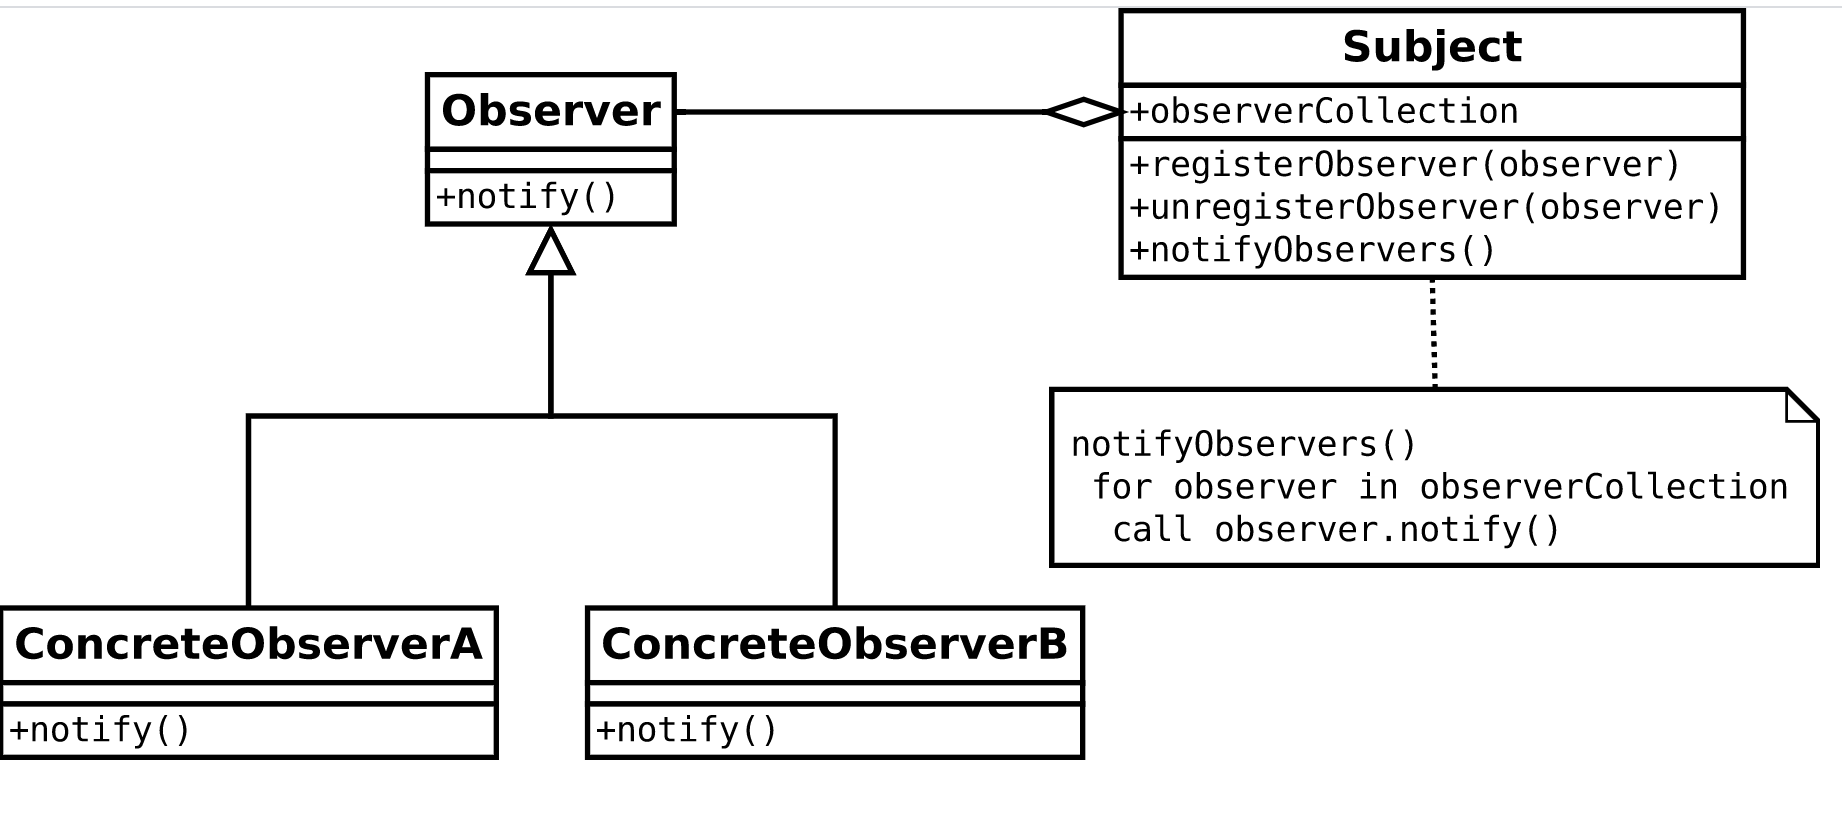 Subject
+observerCollection
+registerObserver(observer)
+unregisterObserver(observer)
+notifyObservers()
Observer
+notify()
notifyObservers()
 for observer in observerCollection
  call observer.notify()
ConcreteObserverA
+notify()
ConcreteObserverB
+notify()